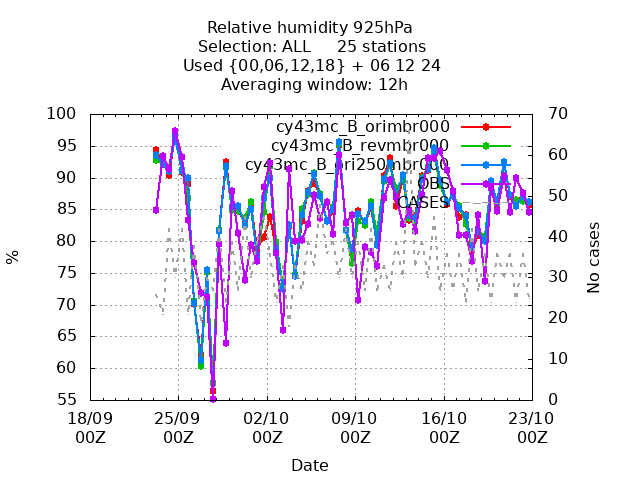 Relative humidity 925hPa
Selection: ALL 25 stations
Used {00,06,12,18} + 06 12 24
Averaging window: 12h
cy43mc_B_orimbr000
cy43mc_B_revmbr000
cy43mc_B_ori250mbr000
OBS
CASES
100
95
90
85
80
75
70
65
60
55
%
70
60
50
40
30
20
10
0
No cases
18/09 25/09 02/10 09/10 16/10 23/10
00Z 00Z 00Z 00Z 00Z 00Z
Date